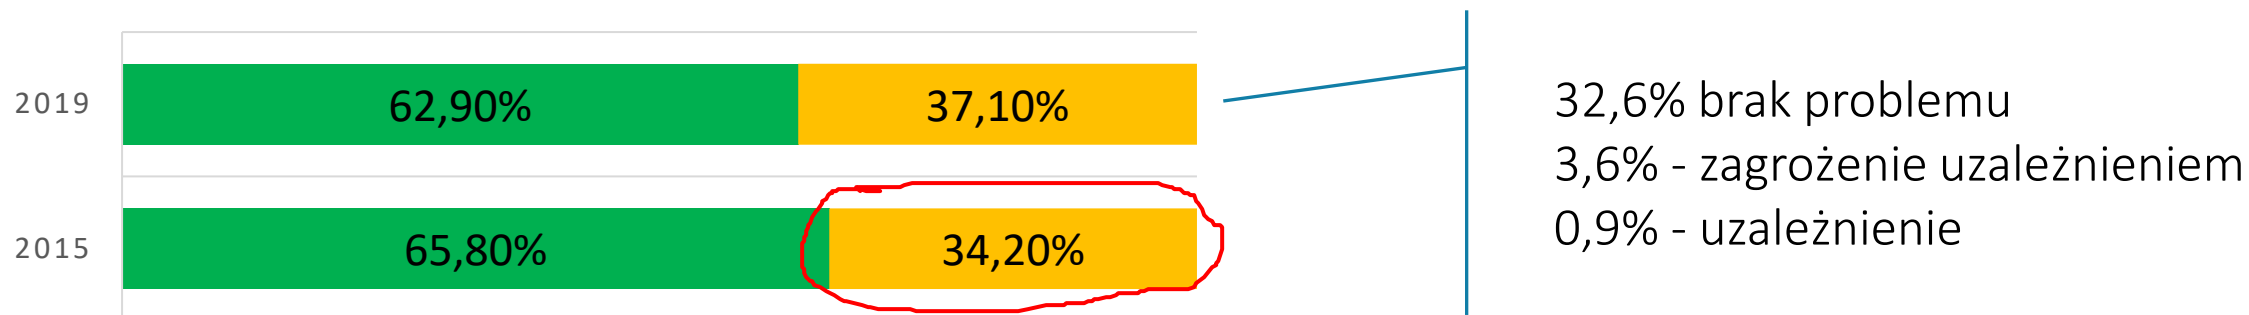 2019 62,90% 37,10%
2015 65,80% 34,20%
32,6% brak problemu
3,6% - zagrożenie uzależnieniem
0,9% - uzależnienie